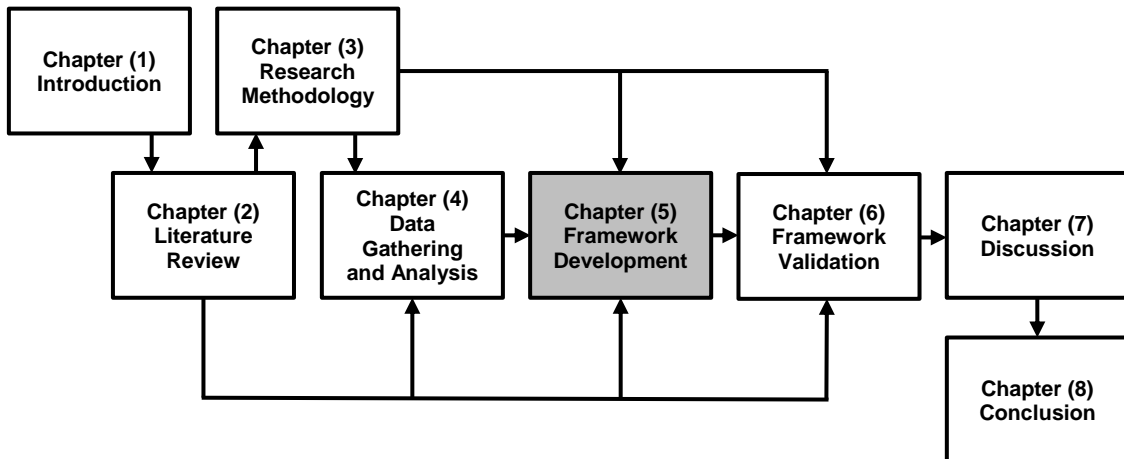 Chapter (1)
Introduction
Chapter (3)
Research
Methodology
Chapter (2)
Literature
Review
Chapter (4)
Data
Gathering
and Analysis
Chapter (5)
Framework
Development
Chapter (6)
Framework
Validation
Chapter (7)
Discussion
Chapter (8)
Conclusion